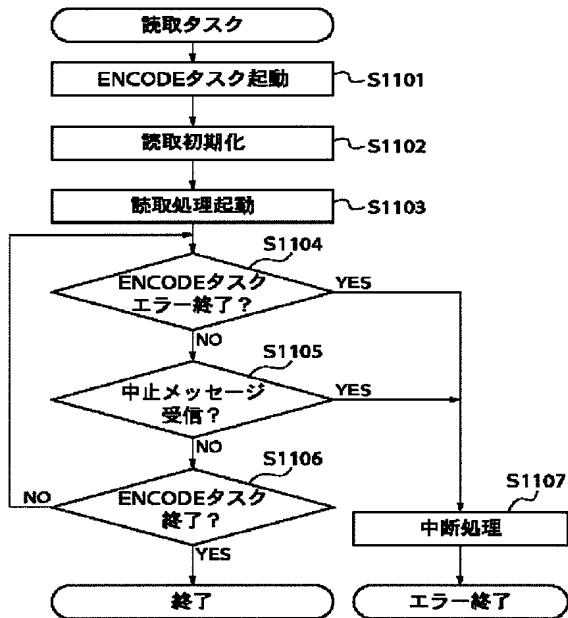 読取タスク
ENCODEタスク起動
S1101
読取初期化
S1102
読取処理起動
S1103
S1104
ENCODEタスク
エラー終了?
YES
NO
S1105
中止メッセージ
受信?
YES
NO
S1106
ENCODEタスク
終了?
NO
YES
S1107
中断処理
終了
エラー終了